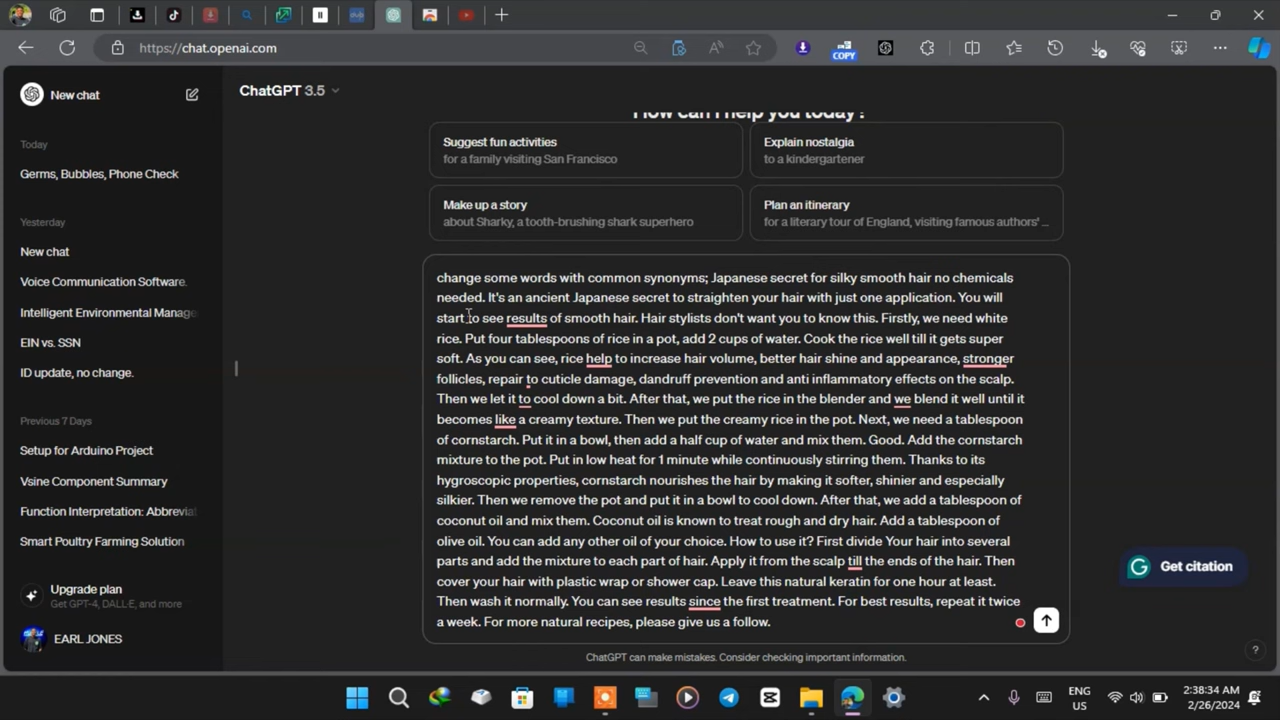 https://chat.openai.com
COPY
New chat
ChatGPT 3.5
How can I help you today?
Today
Germs, Bubbles, Phone Check
Yesterday
New chat
Voice Communication Software.
Intelligent Environmental Manage
EIN vs. SSN
ID update, no change.
Previous 7 Days
Setup for Arduino Project
Vsine Component Summary
Function Interpretation: Abbrevia
Smart Poultry Farming Solution
Upgrade plan
Get GPT-4, DALL·E, and more
EARL JONES
Suggest fun activities
for a family visiting San Francisco
Explain nostalgia
to a kindergartener
Make up a story
about Sharky, a tooth-brushing shark superhero
Plan an itinerary
for a literary tour of England, visiting famous authors' ...
change some words with common synonyms; Japanese secret for silky smooth hair no chemicals
needed. It's an ancient Japanese secret to straighten your hair with just one application. You will
start to see results of smooth hair. Hair stylists don't want you to know this. Firstly, we need white
rice. Put four tablespoons of rice in a pot, add 2 cups of water. Cook the rice well till it gets super
soft. As you can see, rice help to increase hair volume, better hair shine and appearance, stronger
follicles, repair to cuticle damage, dandruff prevention and anti inflammatory effects on the scalp.
Then we let it to cool down a bit. After that, we put the rice in the blender and we blend it well until it
becomes like a creamy texture. Then we put the creamy rice in the pot. Next, we need a tablespoon
of cornstarch. Put it in a bowl, then add a half cup of water and mix them. Good. Add the cornstarch
mixture to the pot. Put in low heat for 1 minute while continuously stirring them. Thanks to its
hygroscopic properties, cornstarch nourishes the hair by making it softer, shinier and especially
silkier. Then we remove the pot and put it in a bowl to cool down. After that, we add a tablespoon of
coconut oil and mix them. Coconut oil is known to treat rough and dry hair. Add a tablespoon of
olive oil. You can add any other oil of your choice. How to use it? First divide Your hair into several
parts and add the mixture to each part of hair. Apply it from the scalp till the ends of the hair. Then
cover your hair with plastic wrap or shower cap. Leave this natural keratin for one hour at least.
Then wash it normally. You can see results since the first treatment. For best results, repeat it twice
a week. For more natural recipes, please give us a follow.
Get citation
ChatGPT can make mistakes. Consider checking important information.
?
ENG
US
2:38:34 AM
2/26/2024